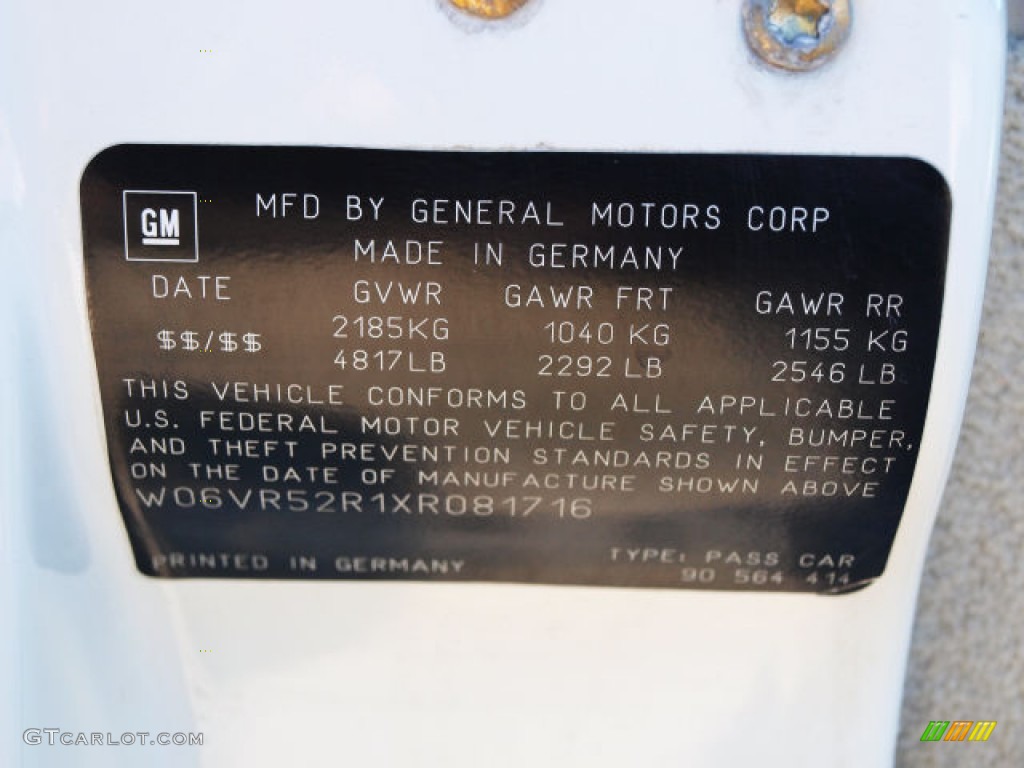 GM
MFD BY GENERAL MOTORS CORP
MADE IN GERMANY
DATE GVWR GAWR FRT GAWR RR
$$/$$ 2185KG 1040 KG 1155 KG
4817LB 2292 LB 2546 LB
THIS VEHICLE CONFORMS TO ALL APPLICABLE
U.S. FEDERAL MOTOR VEHICLE SAFETY, BUMPER,
AND THEFT PREVENTION STANDARDS IN EFFECT
ON THE DATE OF MANUFACTURE SHOWN ABOVE
W06VR52R1XR081716
PRINTED IN GERMANY TYPE: PASS CAR
90 564 414
GTCARLOT.COM